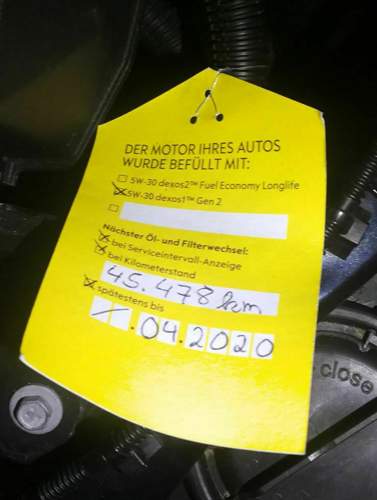 DER MOTOR IHRES AUTOS
WURDE BEFÜLLT MIT:
5W-30 dexos2™ Fuel Economy Longlife
5W-30 dexos1™ Gen 2
Nächster Öl- und Filterwechsel:
bei Serviceintervall-Anzeige
bei Kilometerstand
45.478 km
spätestens bis
/.04.2020
close